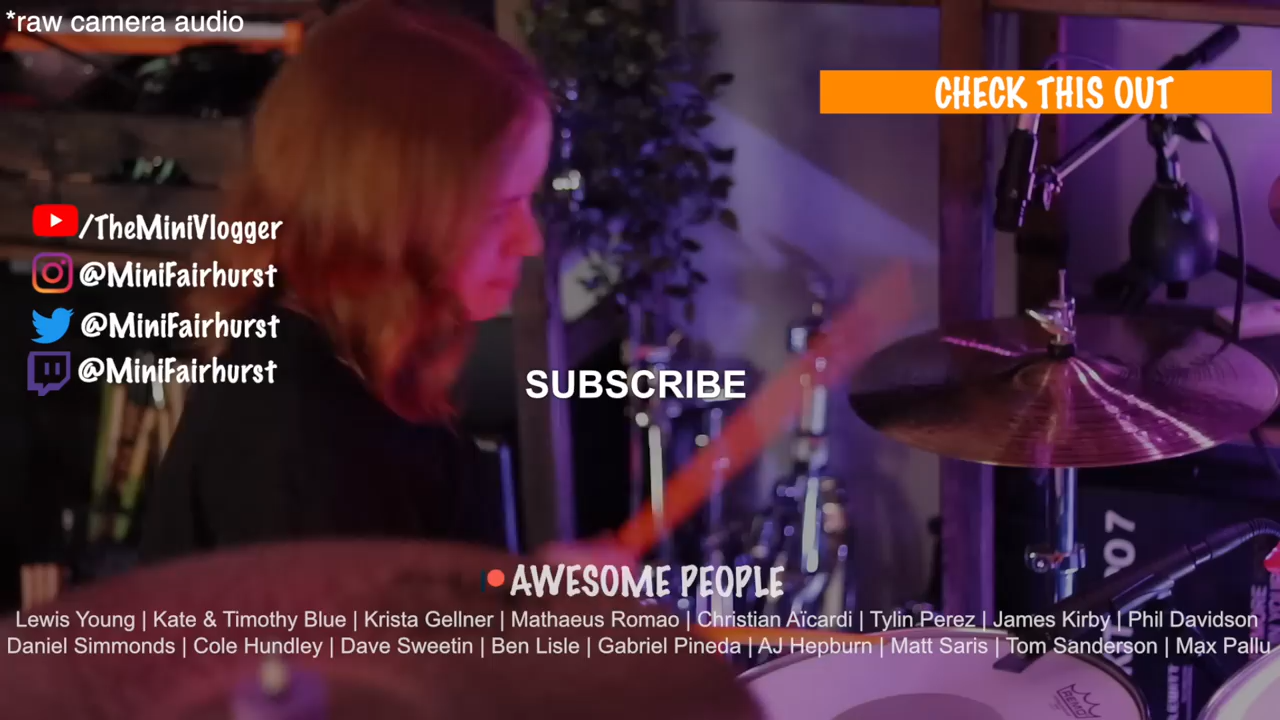 *raw camera audio
CHECK THIS OUT
/TheMiniVlogger
@MiniFairhurst
@MiniFairhurst
@MiniFairhurst
SUBSCRIBE
AWESOME PEOPLE
Lewis Young | Kate & Timothy Blue | Krista Gellner | Mathaeus Romao | Christian Aïcardi | Tylin Perez | James Kirby | Phil Davidson
Daniel Simmonds | Cole Hundley | Dave Sweetin | Ben Lisle | Gabriel Pineda | AJ Hepburn | Matt Saris | Tom Sanderson | Max Pallu
REMO